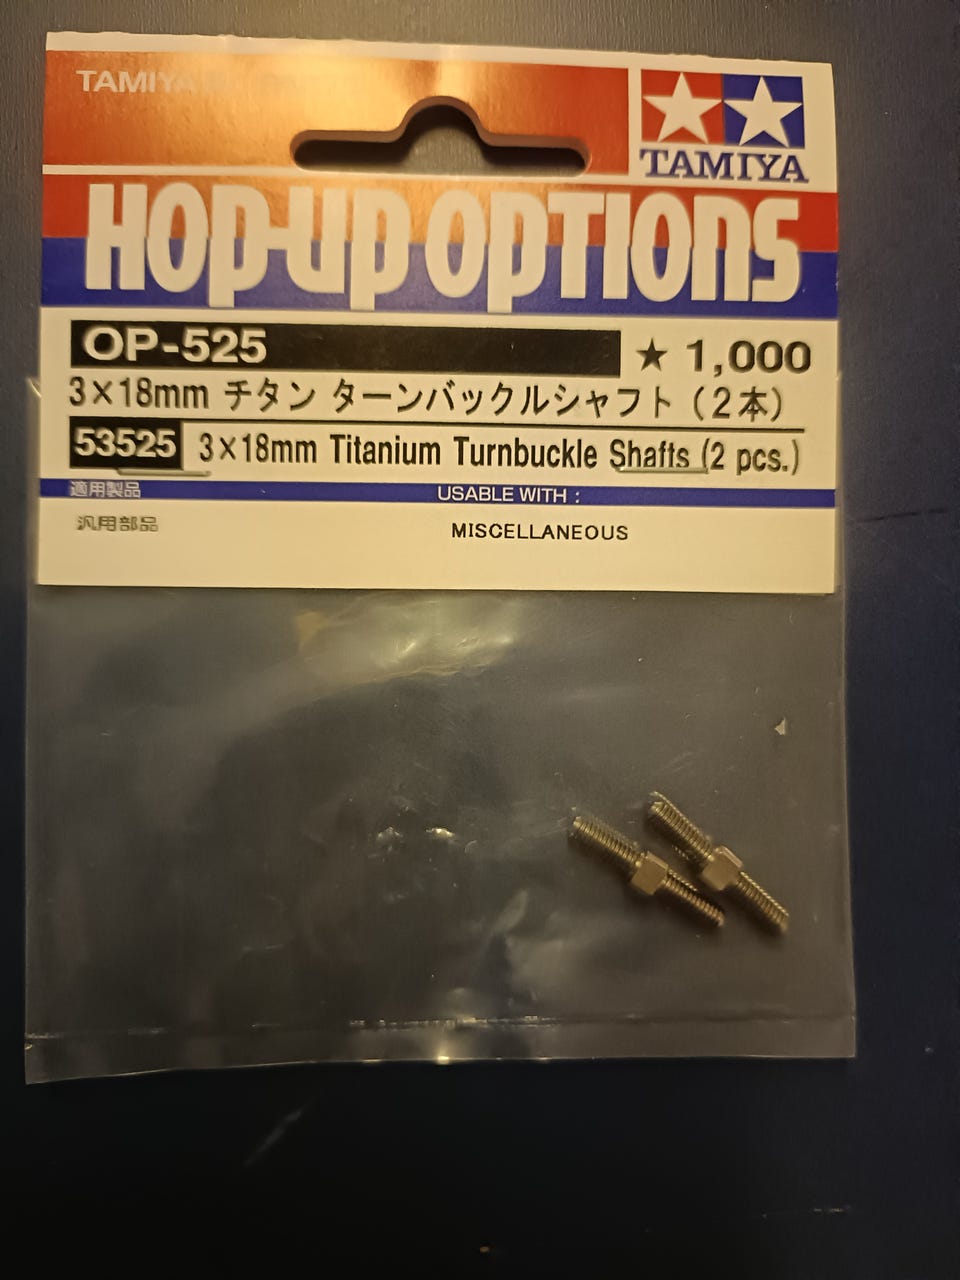 TAMIYA
TAMIYA
HOP-UP OPTIONS
OP-525 ★ 1,000
3×18mm チタン ターンバックルシャフト（2本）
53525 3×18mm Titanium Turnbuckle Shafts (2 pcs.)
適用製品 USABLE WITH :
汎用部品 MISCELLANEOUS